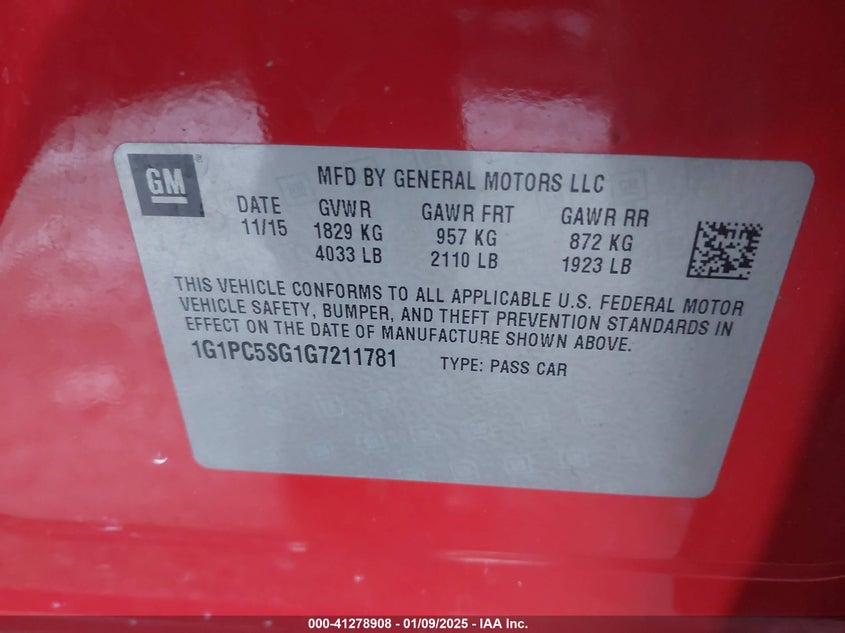 GM
MFD BY GENERAL MOTORS LLC
DATE GVWR GAWR FRT GAWR RR
11/15 1829 KG 957 KG 872 KG
4033 LB 2110 LB 1923 LB
THIS VEHICLE CONFORMS TO ALL APPLICABLE U.S. FEDERAL MOTOR
VEHICLE SAFETY, BUMPER, AND THEFT PREVENTION STANDARDS IN
EFFECT ON THE DATE OF MANUFACTURE SHOWN ABOVE.
1G1PC5SG1G7211781 TYPE: PASS CAR
000-41278908 - 01/09/2025 - IAA Inc.